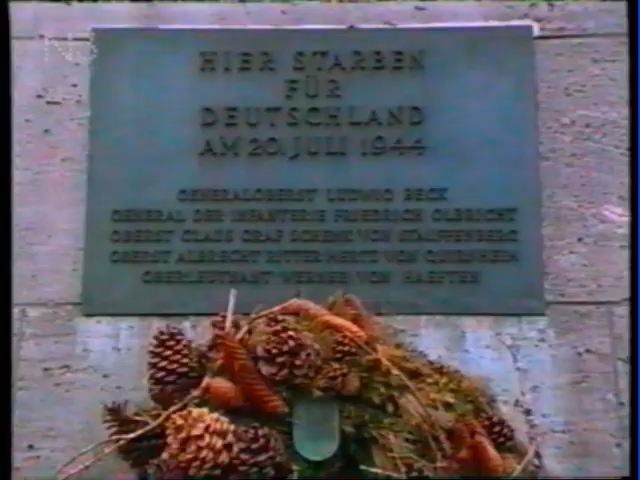 HIER STARBEN
FÜR
DEUTSCHLAND
AM 20. JULI 1944
GENERALOBERST LUDWIG BECK
GENERAL DER INFANTERIE FRIEDRICH OLBRICHT
OBERST CLAUS GRAF SCHENK VON STAUFFENBERG
OBERST ALBRECHT RITTER MERTZ VON QUIRNHEIM
OBERLEUTNANT WERNER VON HAEFTEN